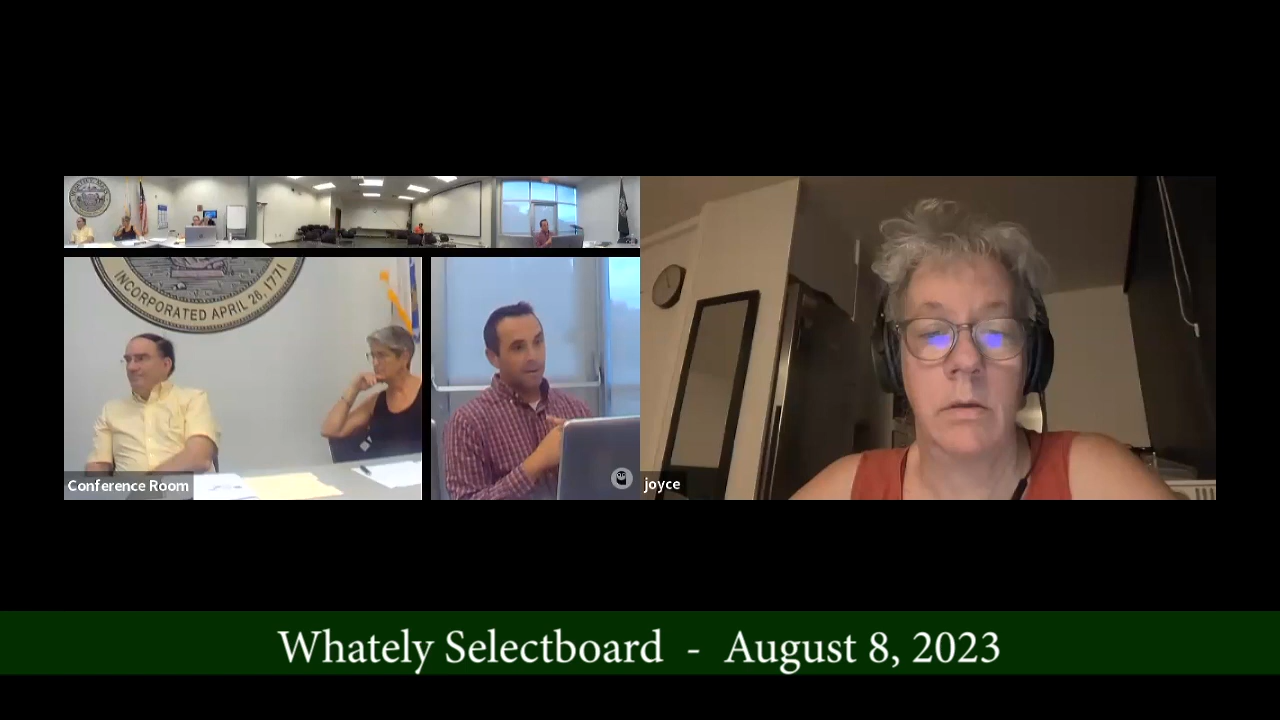 INCORPORATED APRIL 26, 1771
Conference Room
joyce
Whately Selectboard - August 8, 2023